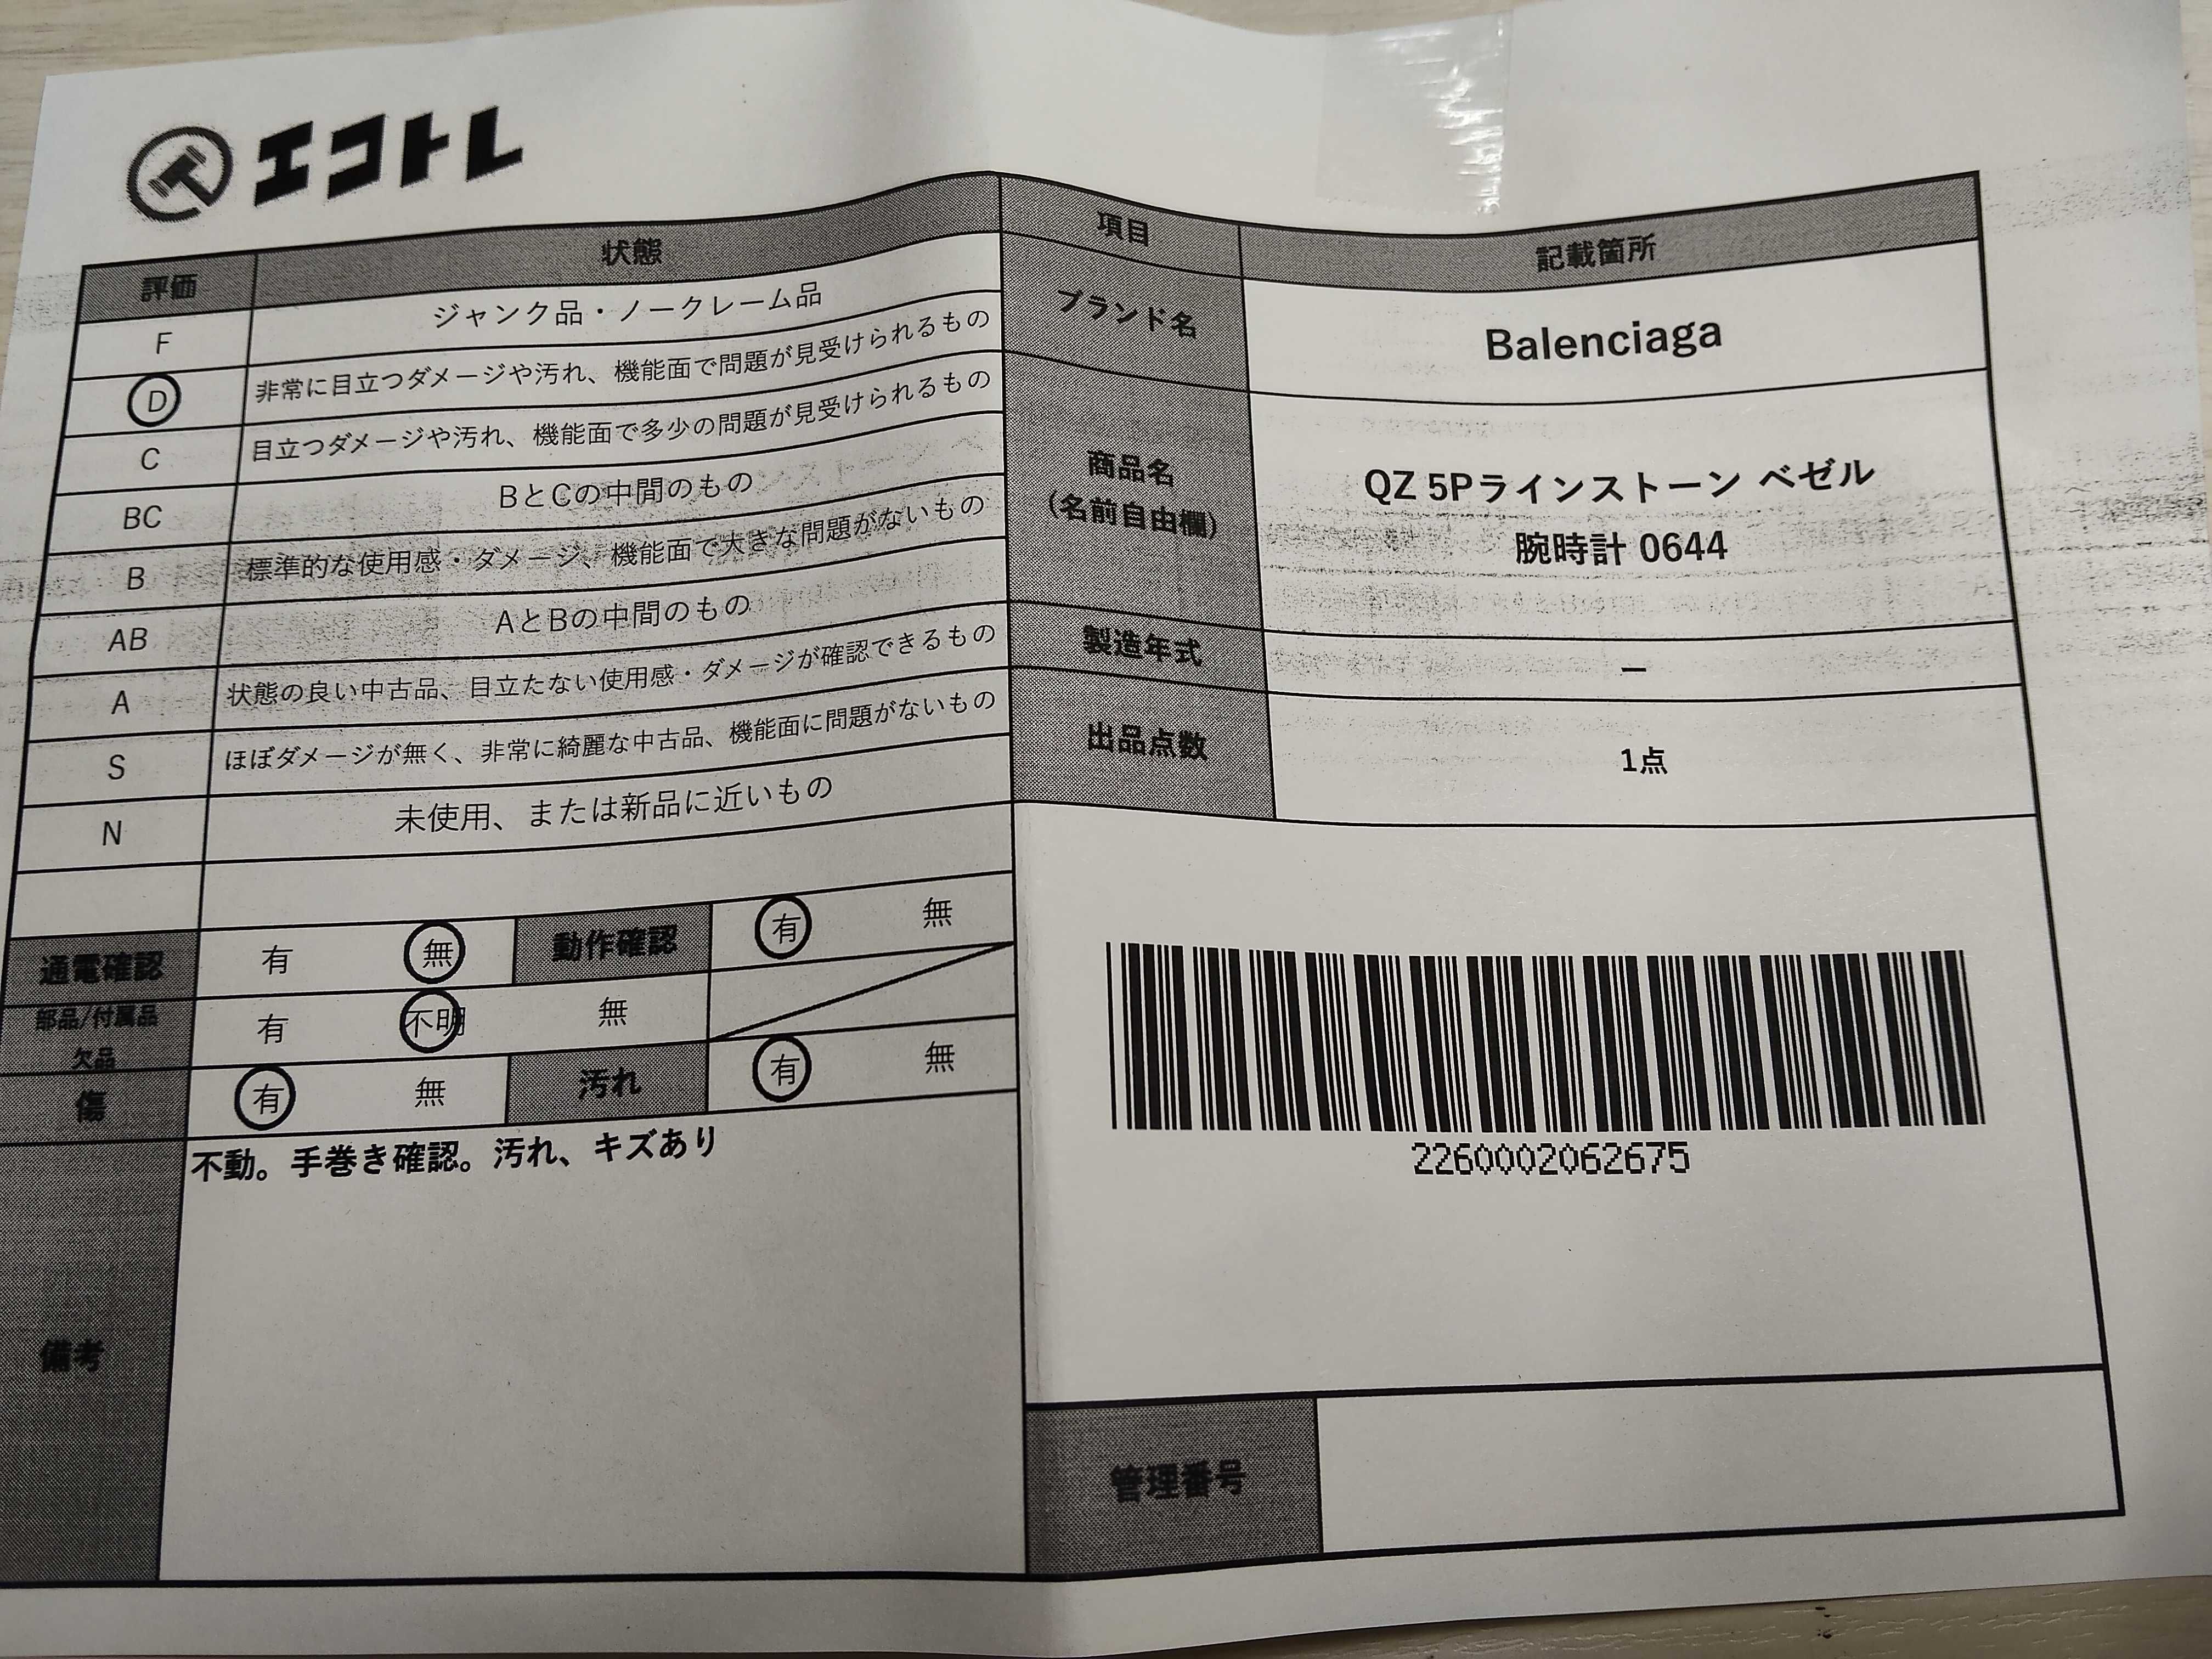 エコトレ
評価 状態
F ジャンク品・ノークレーム品
D 非常に目立つダメージや汚れ、機能面で問題が見受けられるもの
C 目立つダメージや汚れ、機能面で多少の問題が見受けられるもの
BC BとCの中間のもの
B 標準的な使用感・ダメージ、機能面で大きな問題がないもの
AB AとBの中間のもの
A 状態の良い中古品、目立たない使用感・ダメージが確認できるもの
S ほぼダメージが無く、非常に綺麗な中古品、機能面に問題がないもの
N 未使用、または新品に近いもの
通電確認 有 無 動作確認 有 無
部品/付属品
欠品 有 不明 無
傷 有 無 汚れ 有 無
備考 不動。手巻き確認。汚れ、キズあり
項目 記載箇所
ブランド名 Balenciaga
商品名
（名前自由欄）
QZ 5Pラインストーン ベゼル
腕時計 0644
製造年式 ー
出品点数 1点
2260002062675
管理番号